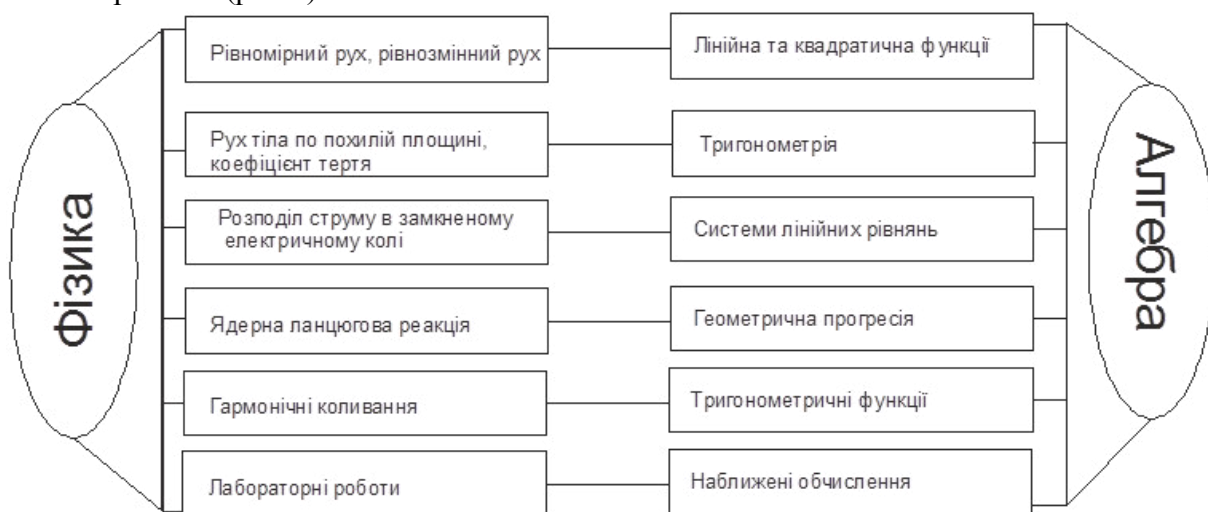 Рівномірний рух, рівнозмінний рух
Лінійна та квадратична функції
Рух тіла по похилій площині,
коефіцієнт тертя
Тригонометрія
Розподіл струму в замкненому
електричному колі
Системи лінійних рівнянь
Ядерна ланцюгова реакція
Геометрична прогресія
Гармонічні коливання
Тригонометричні функції
Лабораторні роботи
Наближені обчислення
Фізика
Алгебра